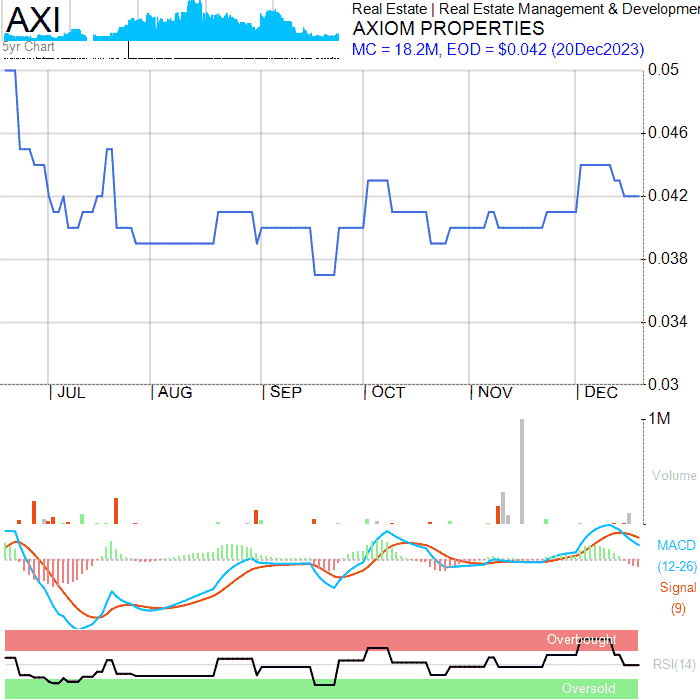 AXI
5yr Chart
Real Estate | Real Estate Management & Developmen
AXIOM PROPERTIES
MC = 18.2M, EOD = $0.042 (20Dec2023)
0.05
0.046
0.042
0.038
0.034
0.03
JUL
AUG
SEP
OCT
NOV
DEC
1M
Volume
MACD
(12-26)
Signal
(9)
Overbought
RSI(14)
Oversold